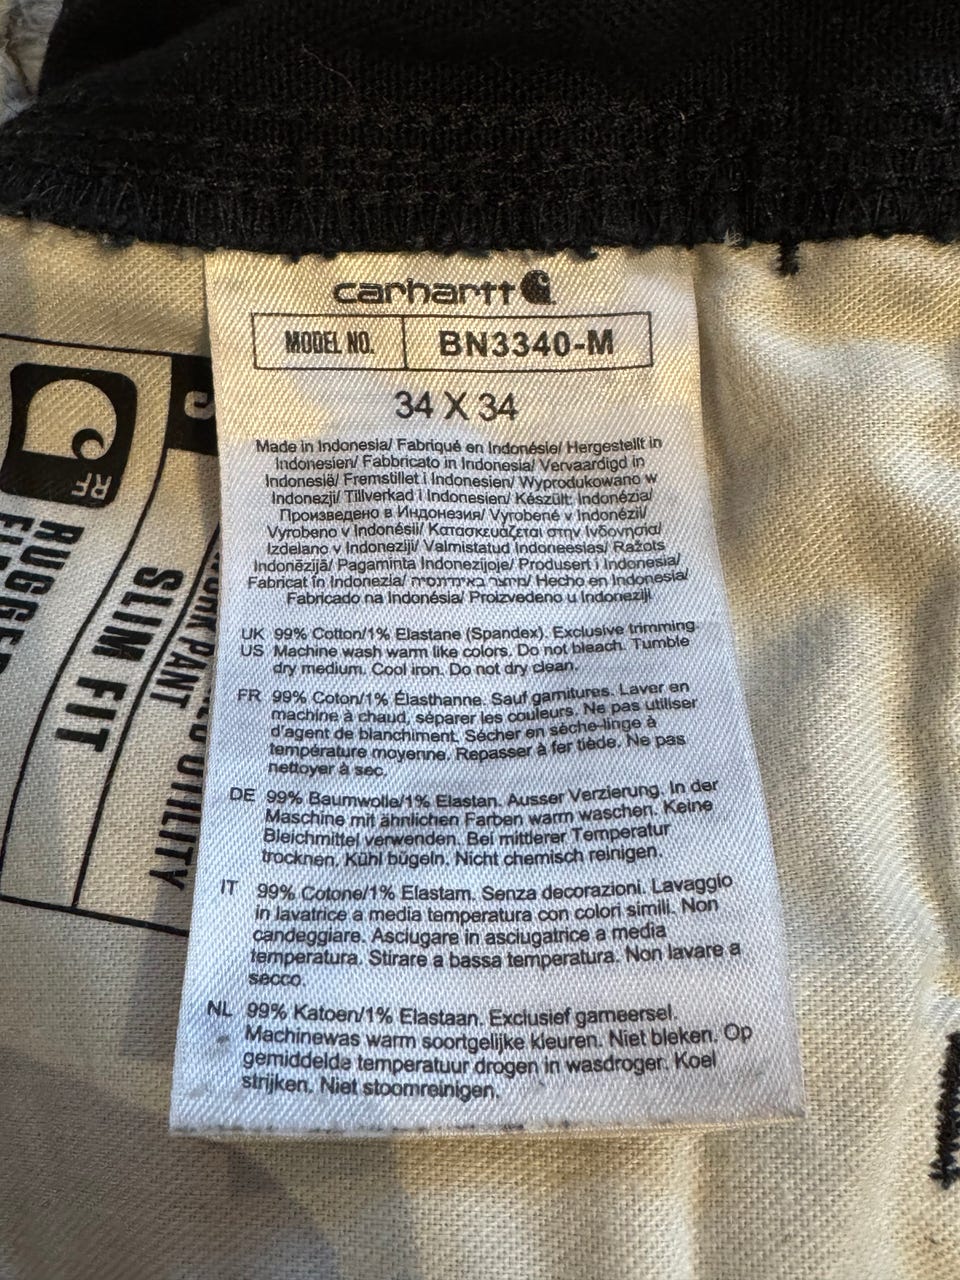 carhartt
MODEL NO. BN3340-M
34 X 34
Made in Indonesia/ Fabriqué en Indonésie/ Hergestellt in
Indonesien/ Fabbricato in Indonesia/ Vervaardigd in
Indonesië/ Fremstillet i Indonesien/ Wyprodukowano w
Indonezji/ Tillverkad i Indonesien/ Készült: Indonézia/
Произведено в Индонезии/ Vyrobené v Indonézii/
Vyrobeno v Indonésii/ Κατασκευάζεται στην Ινδονησία/
Izdelano v Indoneziji/ Valmistatud Indoneesias/ Ražots
Indonēzijā/ Pagaminta Indonezijoje/ Produsert i Indonesia/
Fabricat în Indonezia/ מיוצר באינדונסיה/ Hecho en Indonesia/
Fabricado na Indonésia/ Proizvedeno u Indoneziji
UK 99% Cotton/1% Elastane (Spandex). Exclusive trimming.
US Machine wash warm like colors. Do not bleach. Tumble
dry medium. Cool iron. Do not dry clean.
FR 99% Coton/1% Élasthanne. Sauf garnitures. Laver en
machine à chaud, séparer les couleurs. Ne pas utiliser
d'agent de blanchiment. Sécher en sèche-linge à
température moyenne. Repasser à fer tiède. Ne pas
nettoyer à sec.
DE 99% Baumwolle/1% Elastan. Ausser Verzierung. In der
Maschine mit ähnlichen Farben warm waschen. Keine
Bleichmittel verwenden. Bei mittlerer Temperatur
trocknen. Kühl bügeln. Nicht chemisch reinigen.
IT 99% Cotone/1% Elastam. Senza decorazioni. Lavaggio
in lavatrice a media temperatura con colori simili. Non
candeggiare. Asciugare in asciugatrice a media
temperatura. Stirare a bassa temperatura. Non lavare a
secco.
NL 99% Katoen/1% Elastaan. Exclusief garneersel.
Machinewas warm soortgelijke kleuren. Niet bleken. Op
gemiddelde temperatuur drogen in wasdroger. Koel
strijken. Niet stoomreinigen.
RF
SLIM FIT
PANT
UTILITY